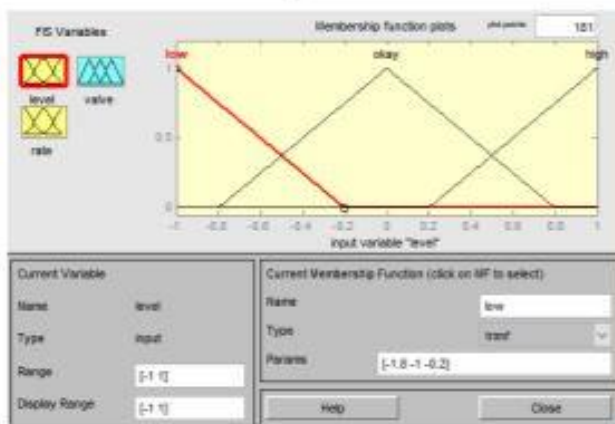 FIS Variables
Membership function plots
plot points:
181
level
valve
rate
low
okay
high
1
0.5
0
-1
-0.8
-0.6
-0.4
-0.2
0
0.2
0.4
0.6
0.8
1
input variable "level"
Current Variable
Name
level
Type
input
Range
[-1 1]
Display Range
[-1 1]
Current Membership Function (click on MF to select)
Name
low
Type
trimf
Params
[-1.8 -1 -0.2]
Help
Close